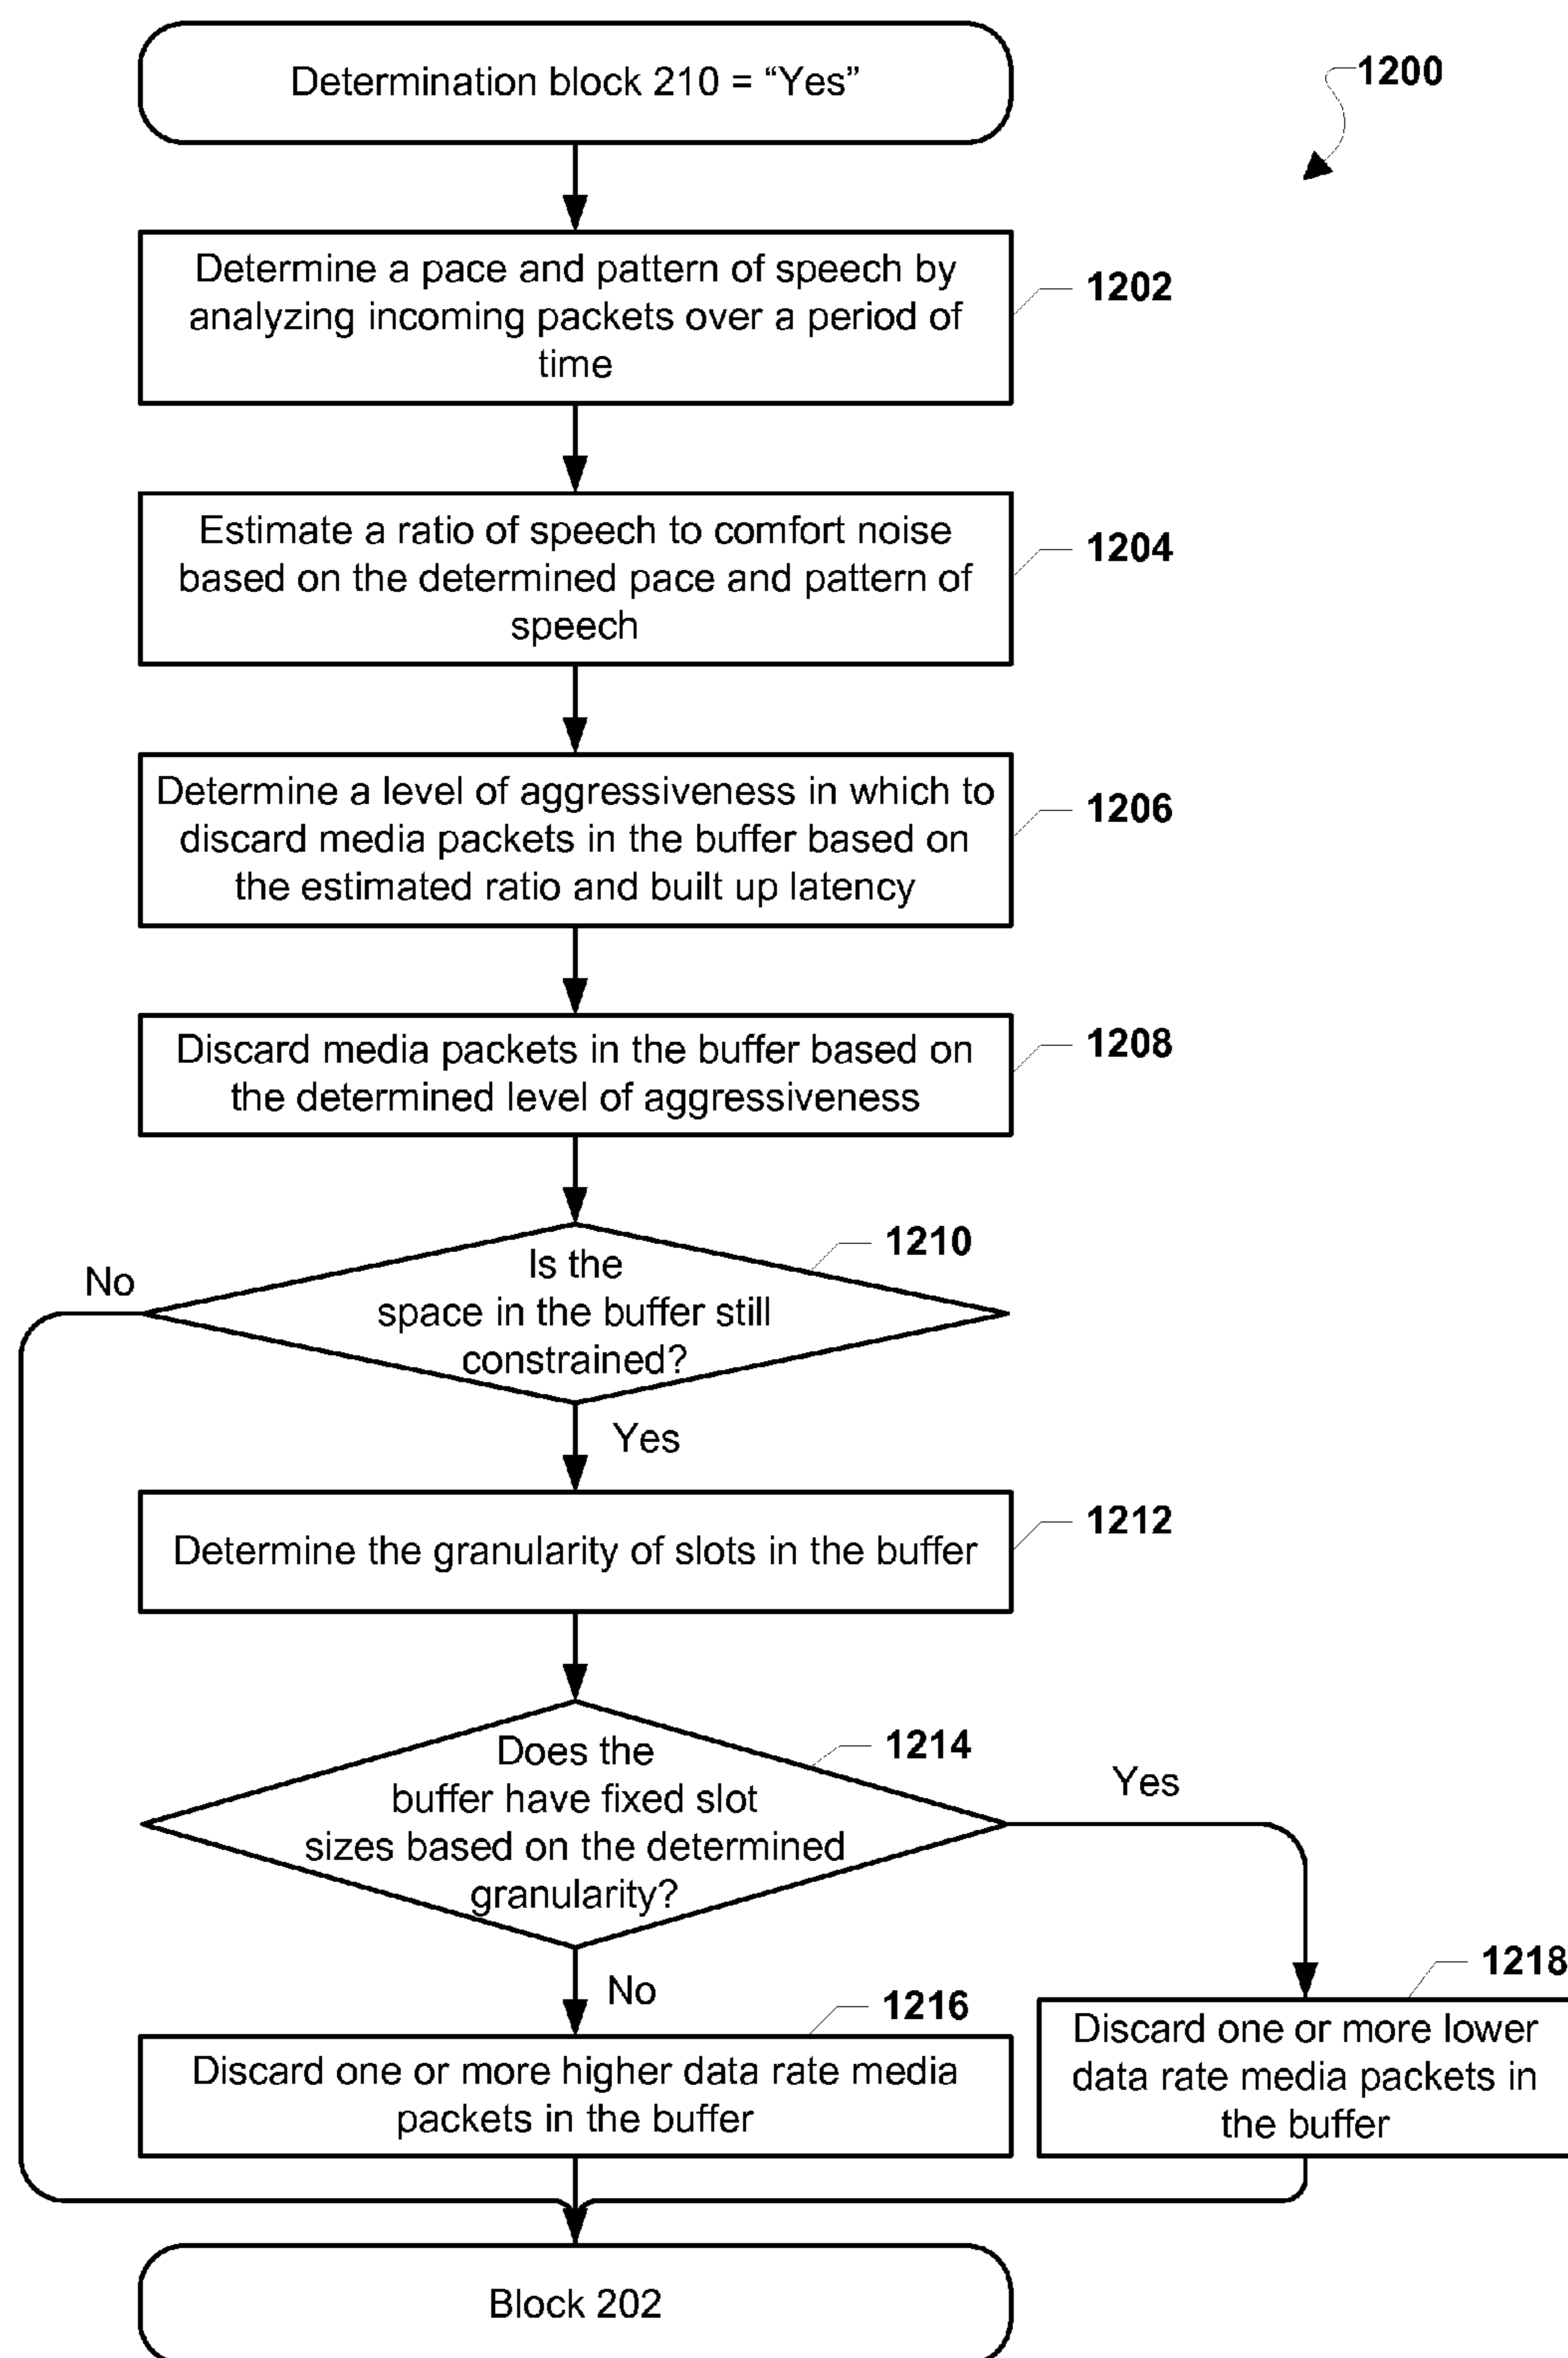 Determination block 210 = “Yes”
1200
Determine a pace and pattern of speech by
analyzing incoming packets over a period of
time
1202
Estimate a ratio of speech to comfort noise
based on the determined pace and pattern of
speech
1204
Determine a level of aggressiveness in which to
discard media packets in the buffer based on
the estimated ratio and built up latency
1206
Discard media packets in the buffer based on
the determined level of aggressiveness
1208
1210
No
Is the
space in the buffer still
constrained?
Yes
Determine the granularity of slots in the buffer
1212
1214
Does the
buffer have fixed slot
sizes based on the determined
granularity?
Yes
No
1216
Discard one or more higher data rate media
packets in the buffer
1218
Discard one or more lower
data rate media packets in
the buffer
Block 202